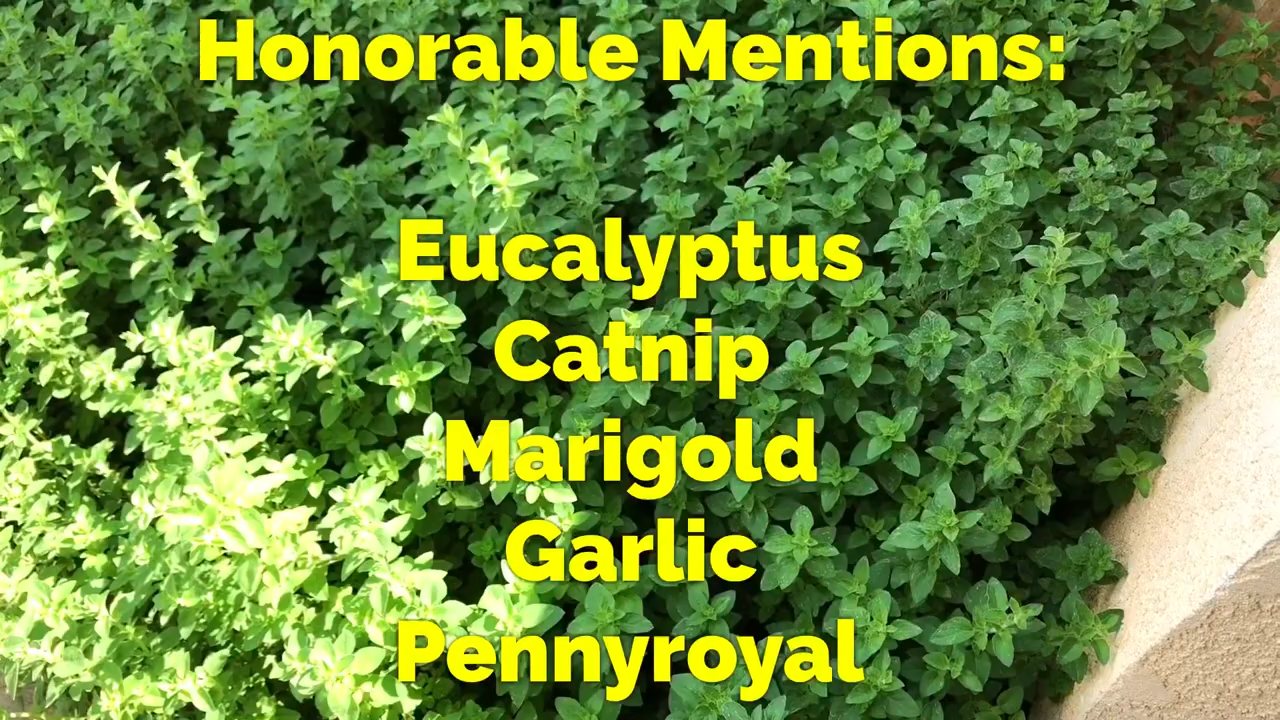 Honorable Mentions:
Eucalyptus
Catnip
Marigold
Garlic
Pennyroyal